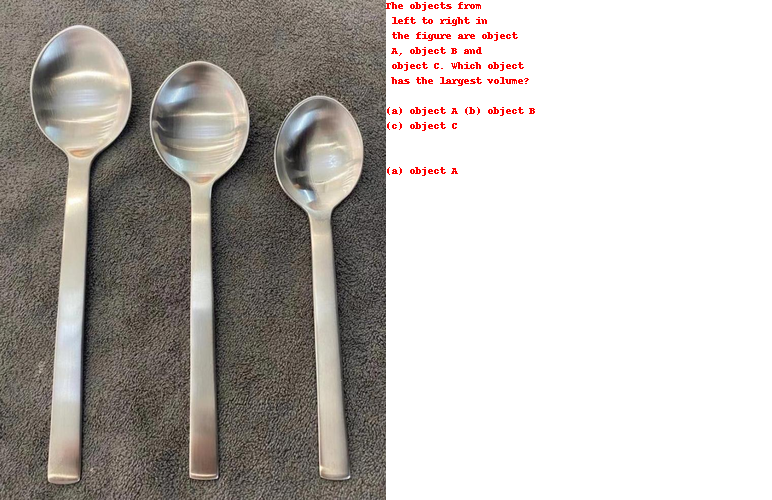 The objects from
left to right in
the figure are object
A, object B and
object C. Which object
has the largest volume?
(a) object A (b) object B
(c) object C
(a) object A